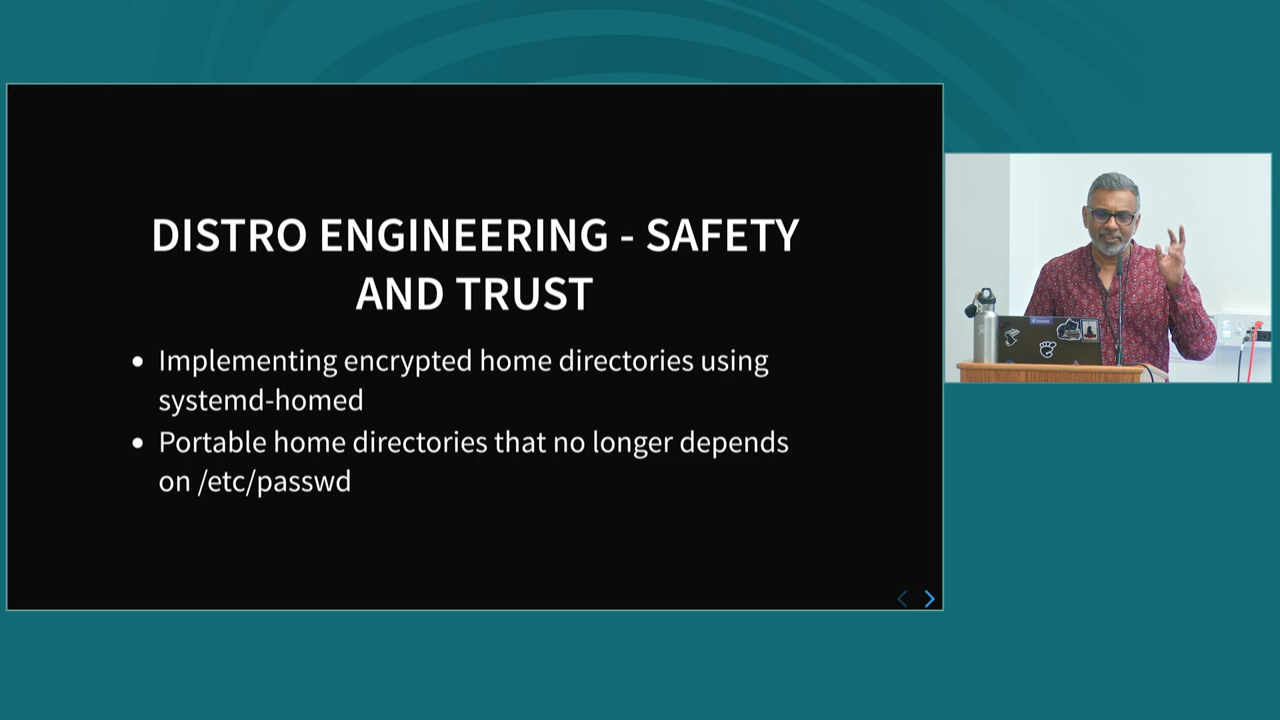 DISTRO ENGINEERING - SAFETY
AND TRUST
• Implementing encrypted home directories using
systemd-homed
• Portable home directories that no longer depends
on /etc/passwd